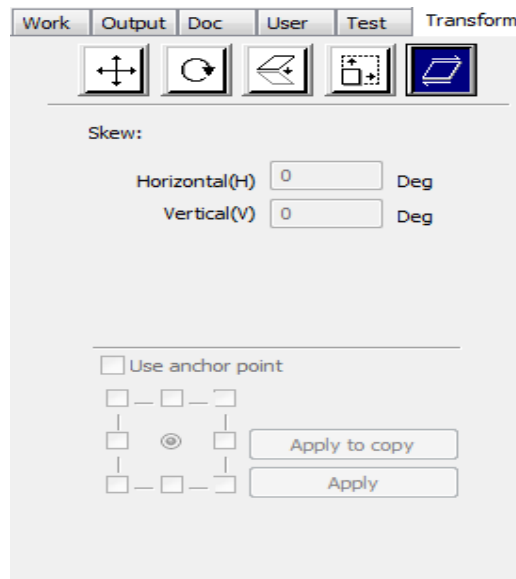 Work Output Doc User Test Transform
Skew:
Horizontal(H) 0 Deg
Vertical(V) 0 Deg
Use anchor point
Apply to copy
Apply